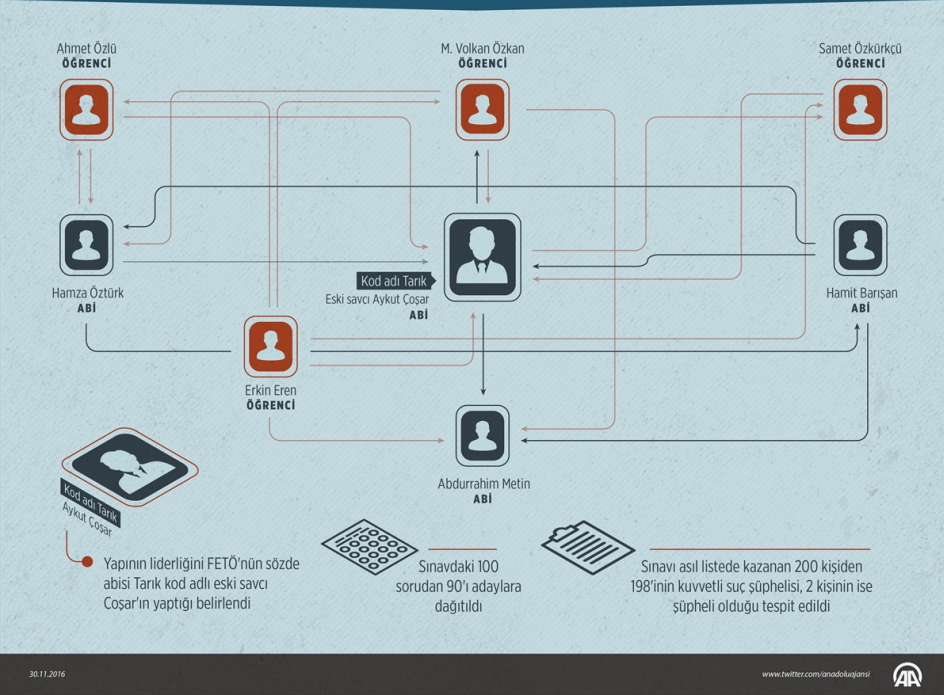 Ahmet Özlü
ÖĞRENCİ
M. Volkan Özkan
ÖĞRENCİ
Samet Özkürkçü
ÖĞRENCİ
Hamza Öztürk
ABİ
Kod adı Tarık
Eski savcı Aykut Çoşar
ABİ
Hamit Barışan
ABİ
Erkin Eren
ÖĞRENCİ
Abdurrahim Metin
ABİ
Kod adı Tarık
Aykut Çoşar
Yapının liderliğini FETÖ'nün sözde
abisi Tarık kod adlı eski savcı
Çoşar'ın yaptığı belirlendi
Sınavdaki 100
sorudan 90'ı adaylara
dağıtıldı
Sınavı asıl listede kazanan 200 kişiden
198'inin kuvvetli suç şüphelisi, 2 kişinin ise
şüpheli olduğu tespit edildi
30.11.2016
www.twitter.com/anadoluajansi
AA